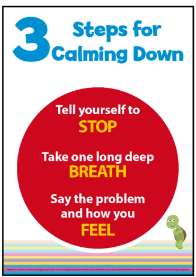 3 Steps for
Calming Down
Tell yourself to
STOP
Take one long deep
BREATH
Say the problem
and how you
FEEL